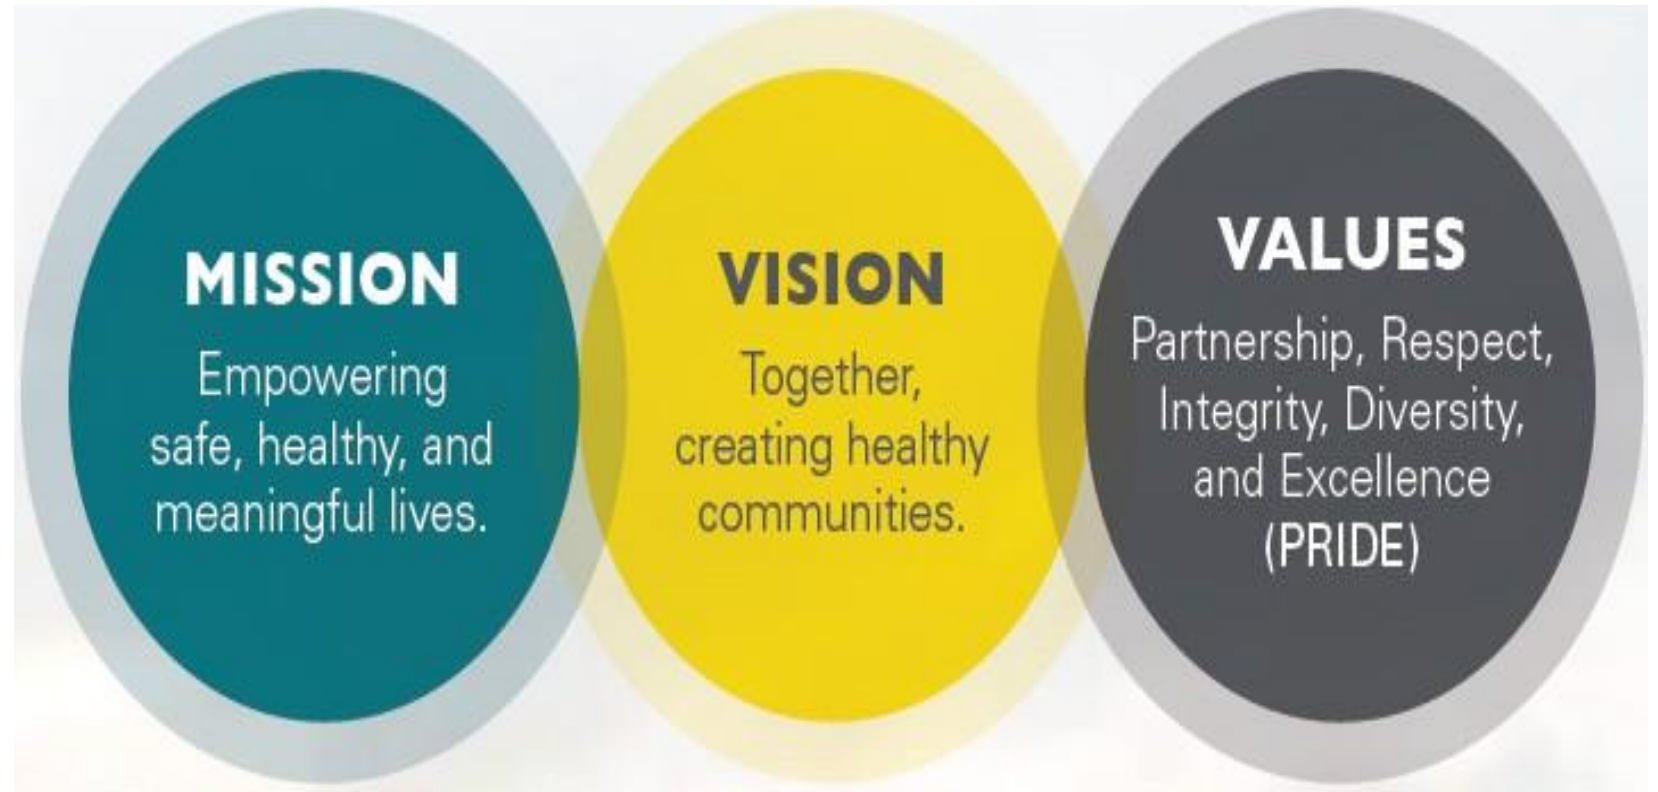 MISSION
Empowering
safe, healthy, and
meaningful lives.
VISION
Together,
creating healthy
communities.
VALUES
Partnership, Respect,
Integrity, Diversity,
and Excellence
(PRIDE)